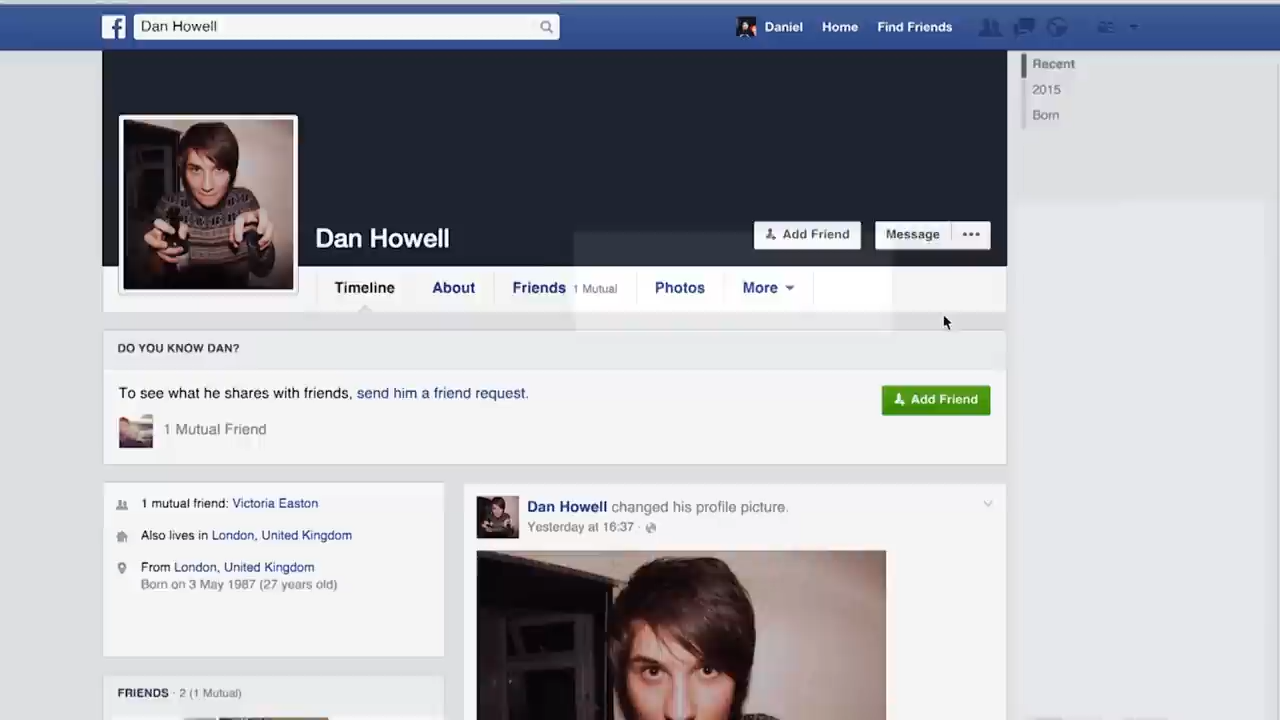 Dan Howell
Daniel Home Find Friends
Recent
2015
Born
Dan Howell
Add Friend
Message
Timeline About Friends 1 Mutual Photos More
DO YOU KNOW DAN?
To see what he shares with friends, send him a friend request.
Add Friend
1 Mutual Friend
1 mutual friend: Victoria Easton
Also lives in London, United Kingdom
From London, United Kingdom
Born on 3 May 1987 (27 years old)
FRIENDS · 2 (1 Mutual)
Dan Howell changed his profile picture.
Yesterday at 16:37 ·